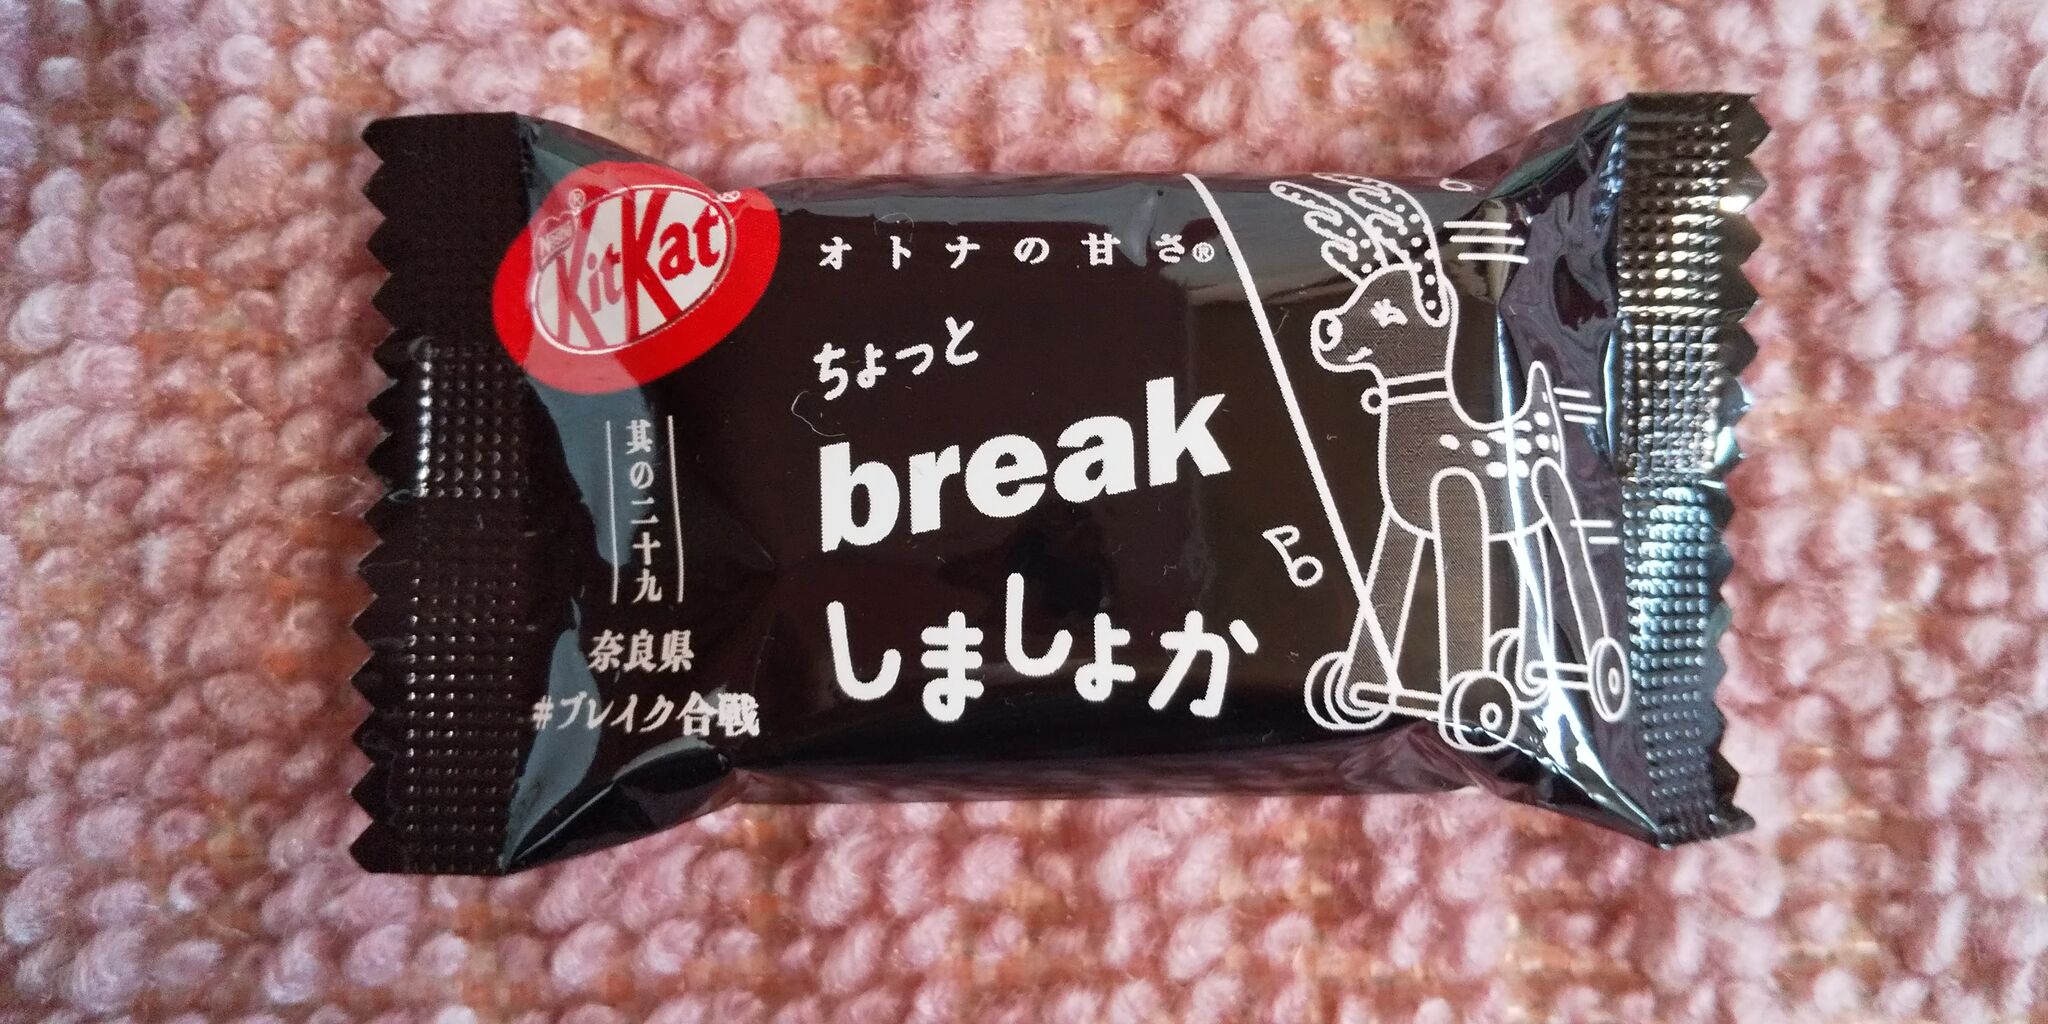 Nestlé®
KitKat®
オトナの甘さ®
ちょっと
break
しましょか
其の二十九
奈良県
#ブレイク合戦